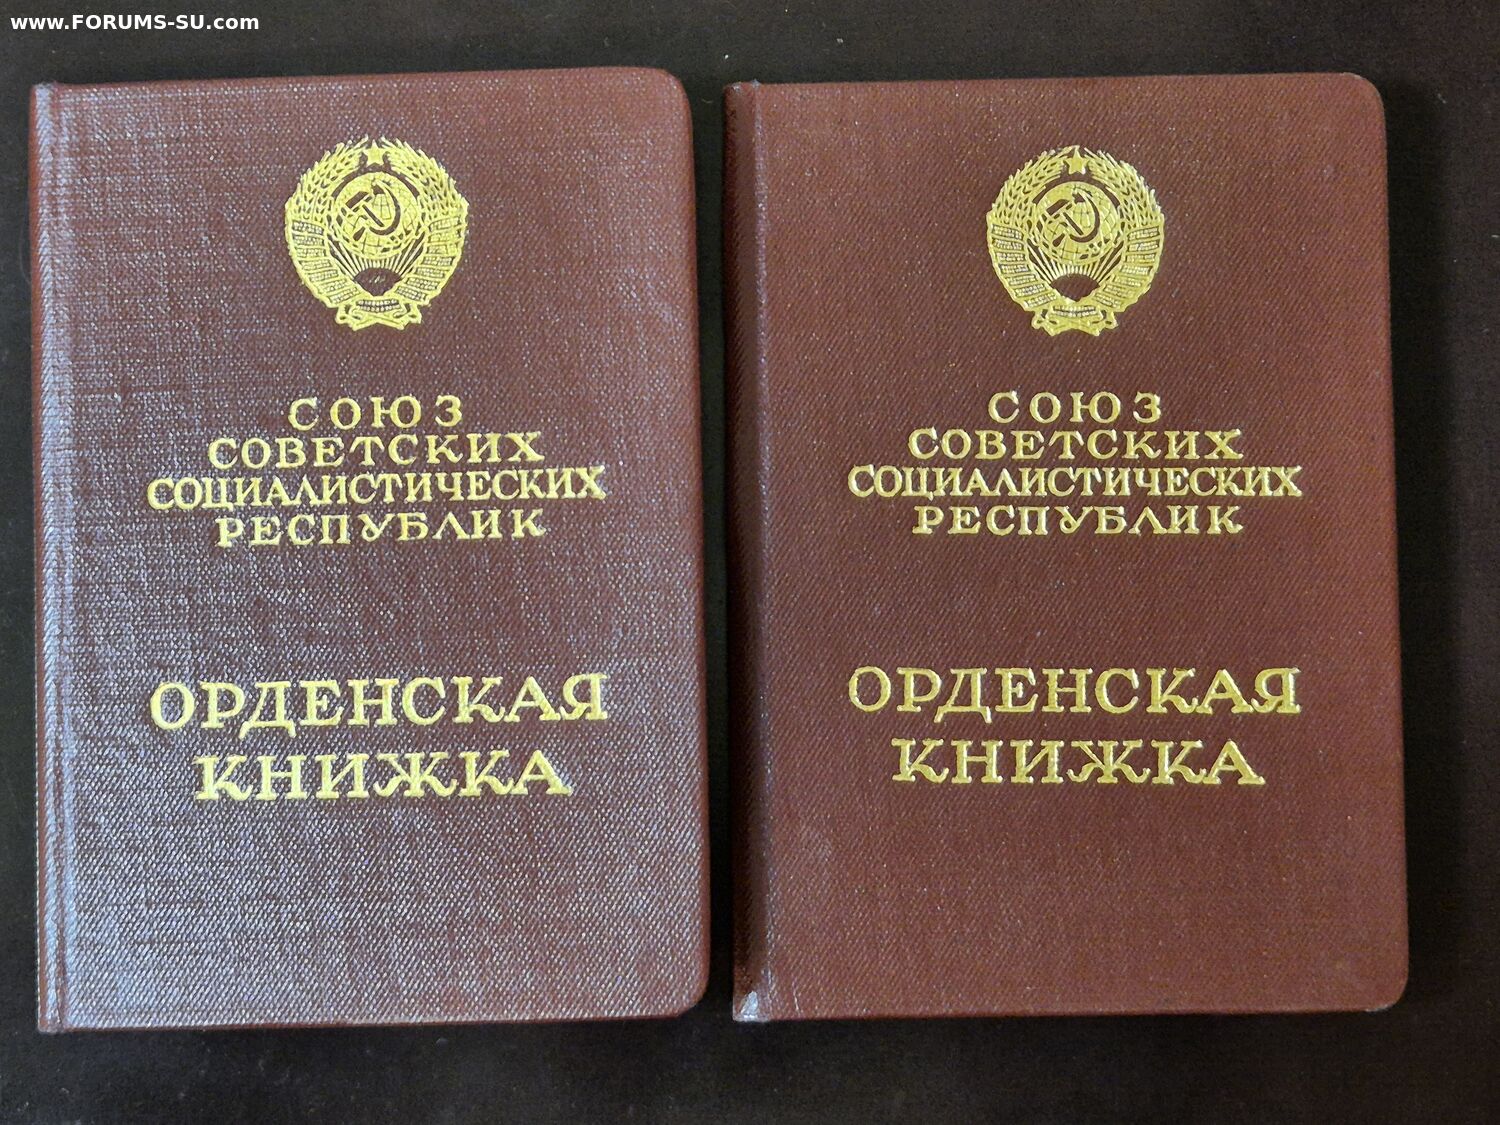 www.FORUMS-SU.com
СОЮЗ
СОВЕТСКИХ
СОЦИАЛИСТИЧЕСКИХ
РЕСПУБЛИК
ОРДЕНСКАЯ
КНИЖКА
СОЮЗ
СОВЕТСКИХ
СОЦИАЛИСТИЧЕСКИХ
РЕСПУБЛИК
ОРДЕНСКАЯ
КНИЖКА